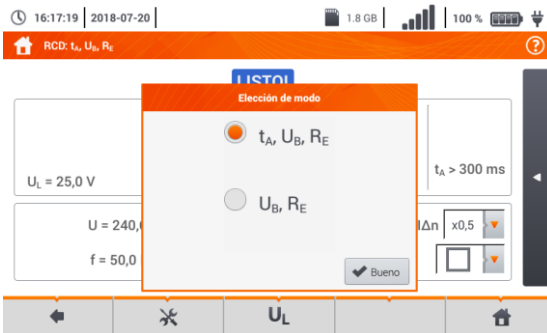 16:17:19 2018-07-20 1.8 GB 100 %
RCD: tA, UB, RE ?
LISTO!
Elección de modo
tA, UB, RE
UB, RE
Bueno
UL = 25,0 V
tA > 300 ms
U = 240,
IΔn x0,5
f = 50,0
UL